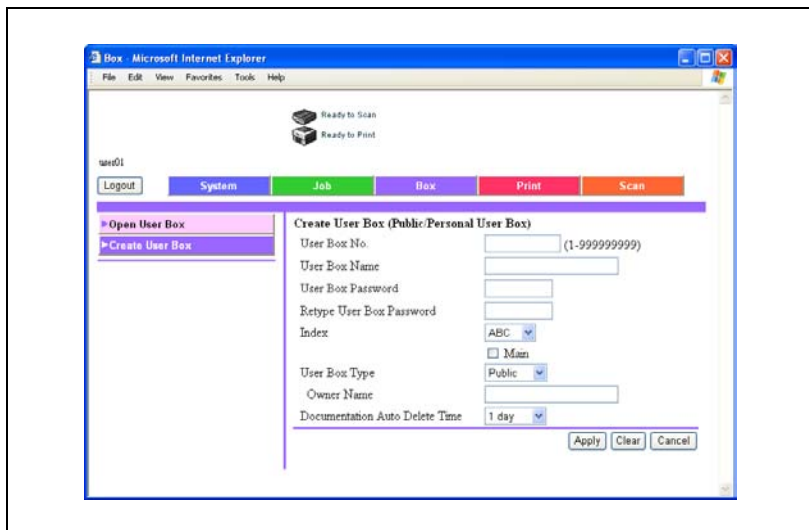 Box - Microsoft Internet Explorer
File Edit View Favorites Tools Help
Ready to Scan
Ready to Print
user01
Logout System Job Box Print Scan
Open User Box
Create User Box
Create User Box (Public/Personal User Box)
User Box No. (1-999999999)
User Box Name
User Box Password
Retype User Box Password
Index ABC
Main
User Box Type Public
Owner Name
Documentation Auto Delete Time 1 day
Apply Clear Cancel